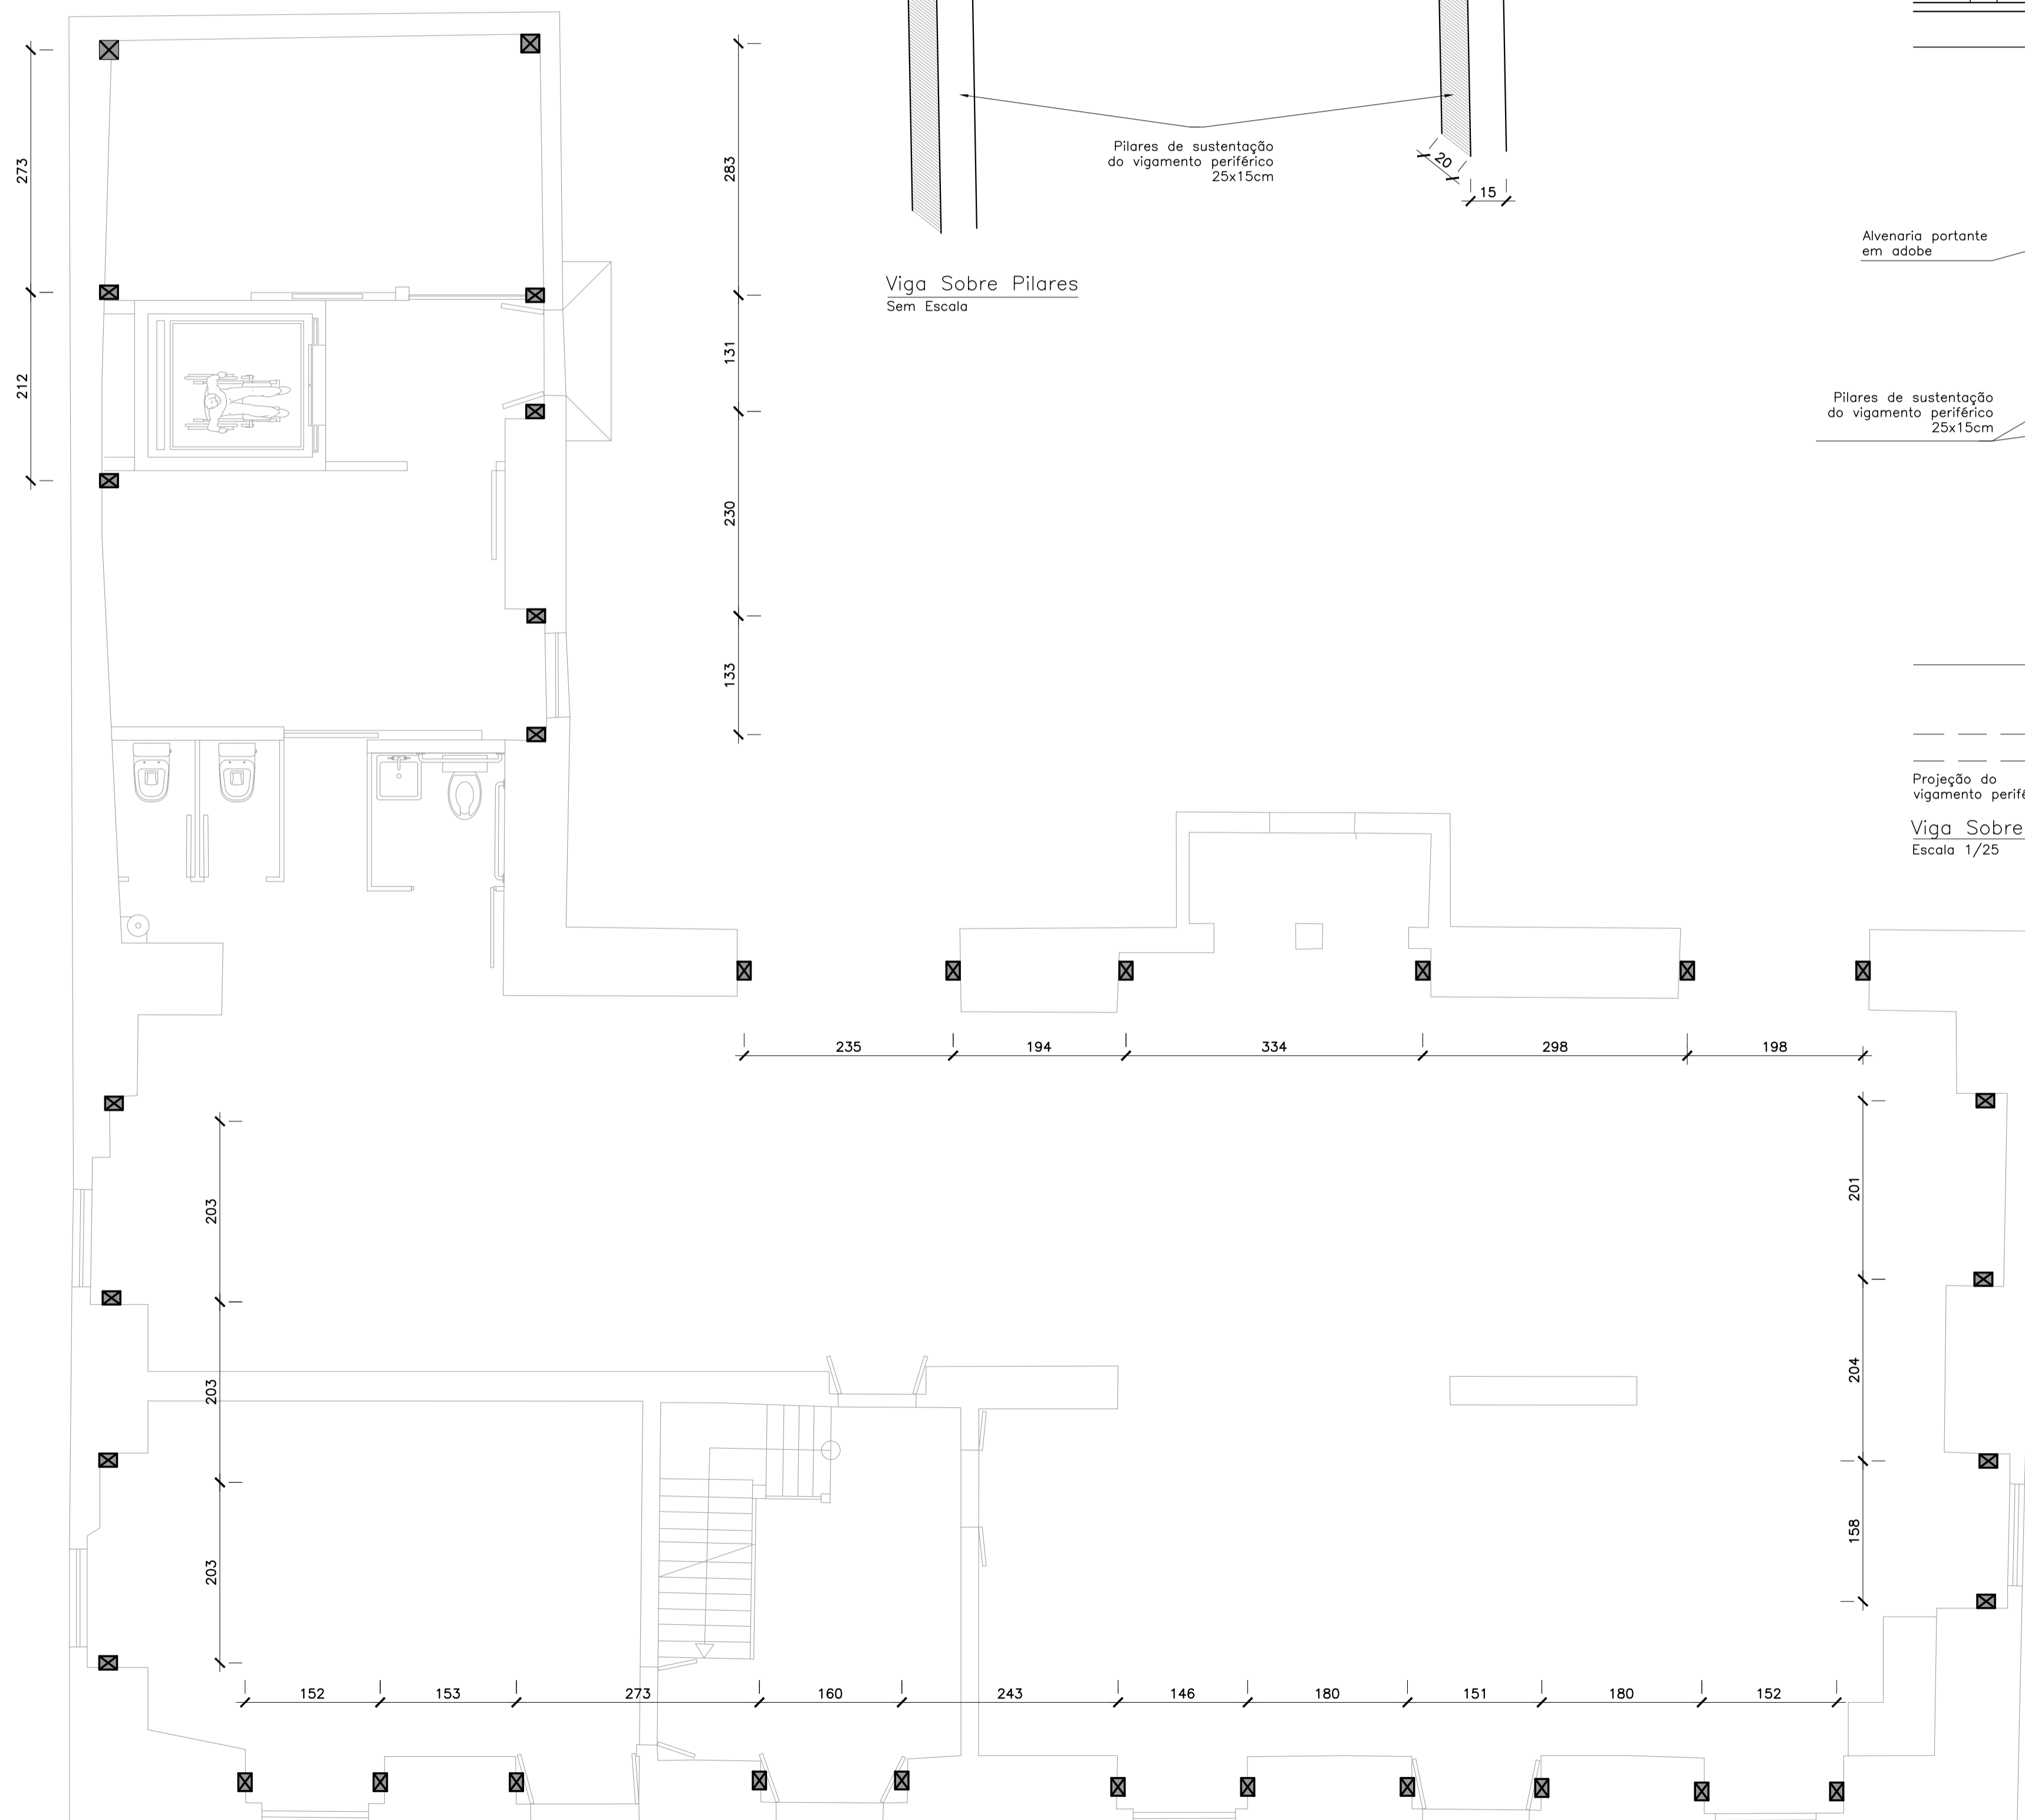 273
212
283
131
230
133
Pilares de sustentação
do vigamento periférico
25x15cm
20
15
Viga Sobre Pilares
Sem Escala
Alvenaria portante
em adobe
Pilares de sustentação
do vigamento periférico
25x15cm
Projeção do
vigamento
Viga Sobre
Escala 1/25
235 194 334 298 198
203
203
203
201
204
158
152 153 273 160 243 146 180 151 180 152